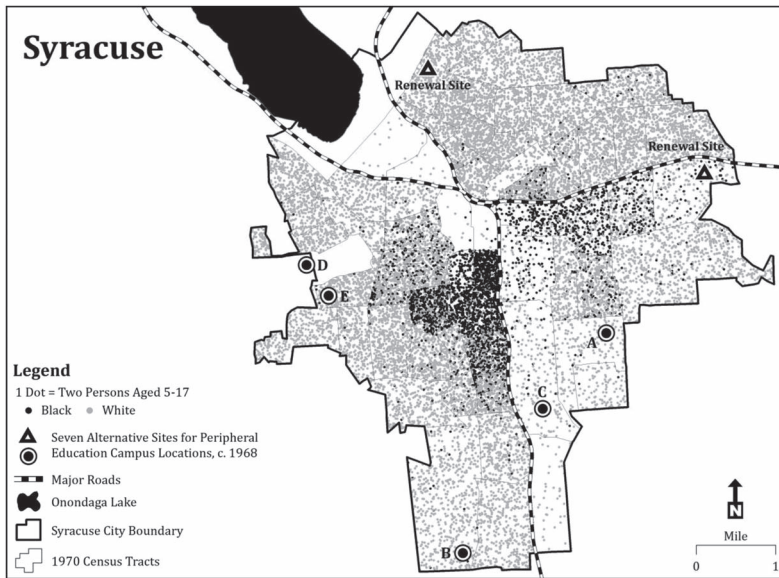 Syracuse
Renewal Site
Renewal Site
D
E
A
C
B
Legend
1 Dot = Two Persons Aged 5-17
Black White
Seven Alternative Sites for Peripheral
Education Campus Locations, c. 1968
Major Roads
Onondaga Lake
Syracuse City Boundary
1970 Census Tracts
N
Mile
0 1